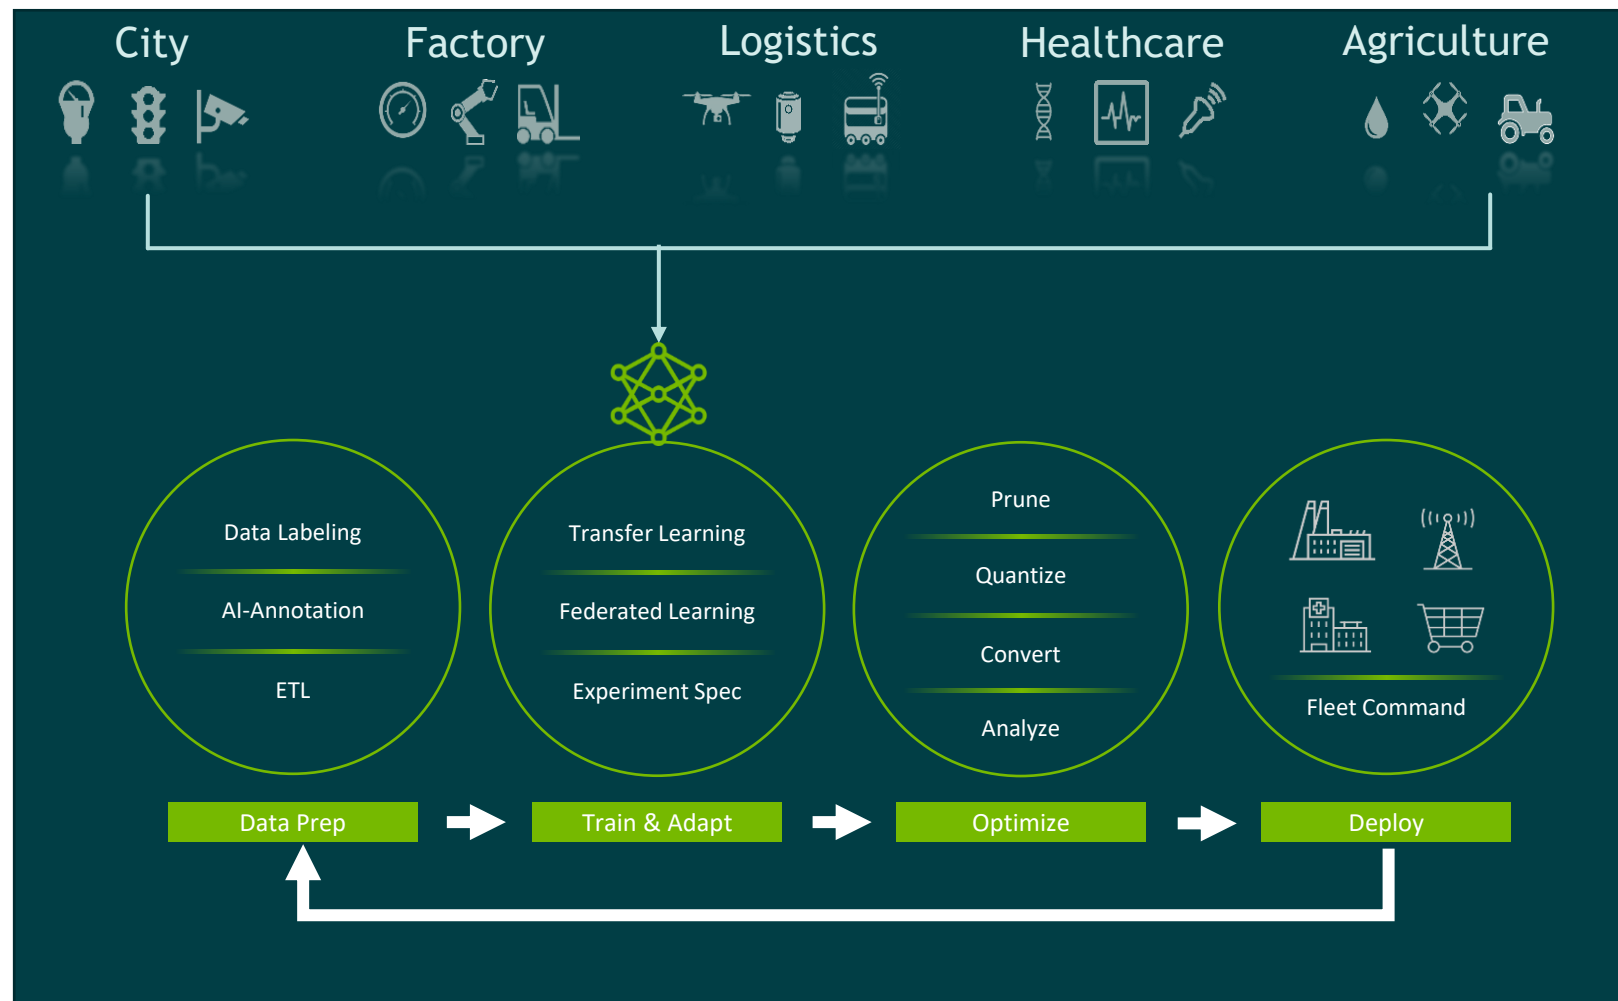 City
Factory
Logistics
Healthcare
Agriculture
Data Labeling
AI-Annotation
ETL
Transfer Learning
Federated Learning
Experiment Spec
Prune
Quantize
Convert
Analyze
Fleet Command
Data Prep
Train & Adapt
Optimize
Deploy